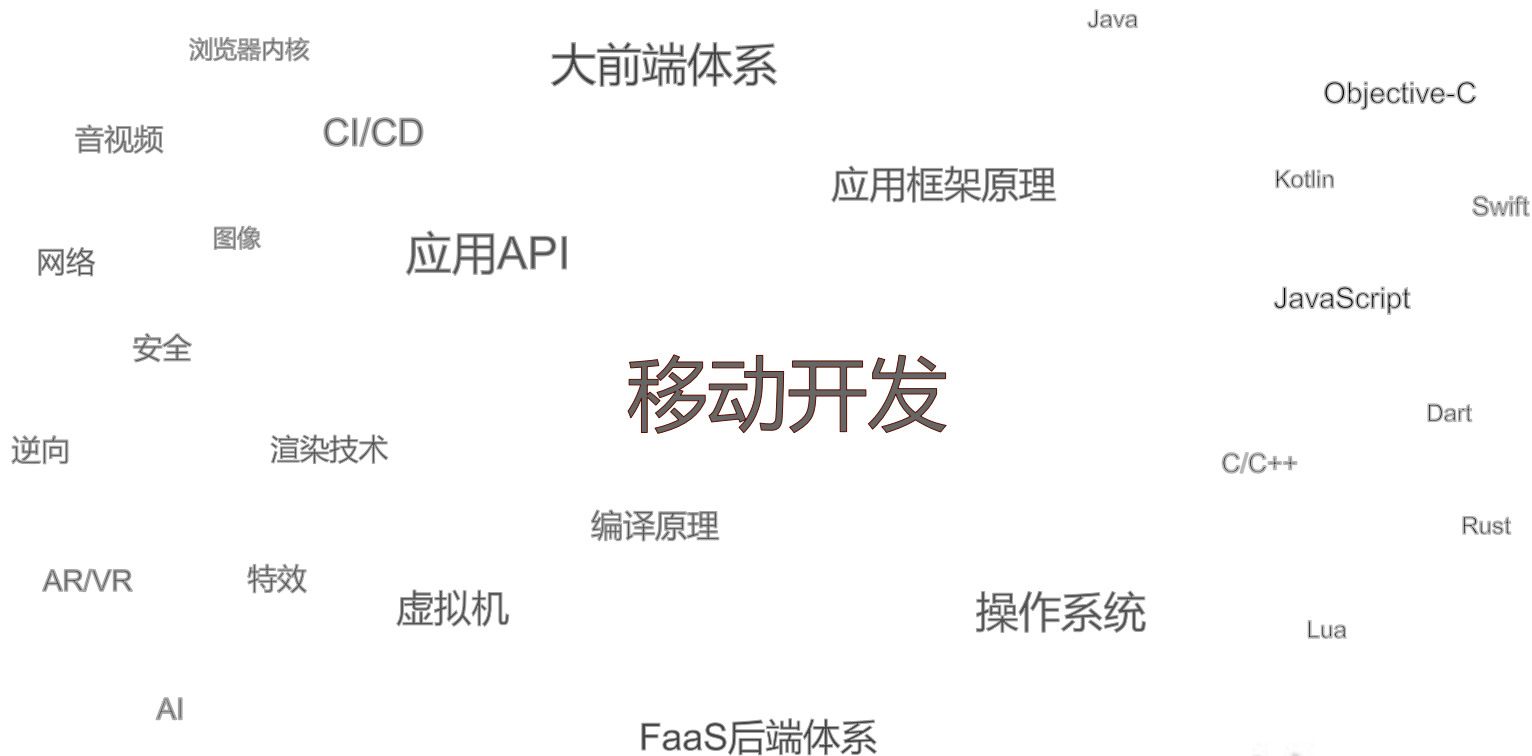 Java
浏览器内核
大前端体系
Objective-C
CI/CD
音视频
Kotlin
应用框架原理
Swift
图像
应用API
网络
JavaScript
安全
移动开发
Dart
逆向
渲染技术
C/C++
编译原理
Rust
AR/VR
特效
虚拟机
操作系统
Lua
AI
FaaS后端体系